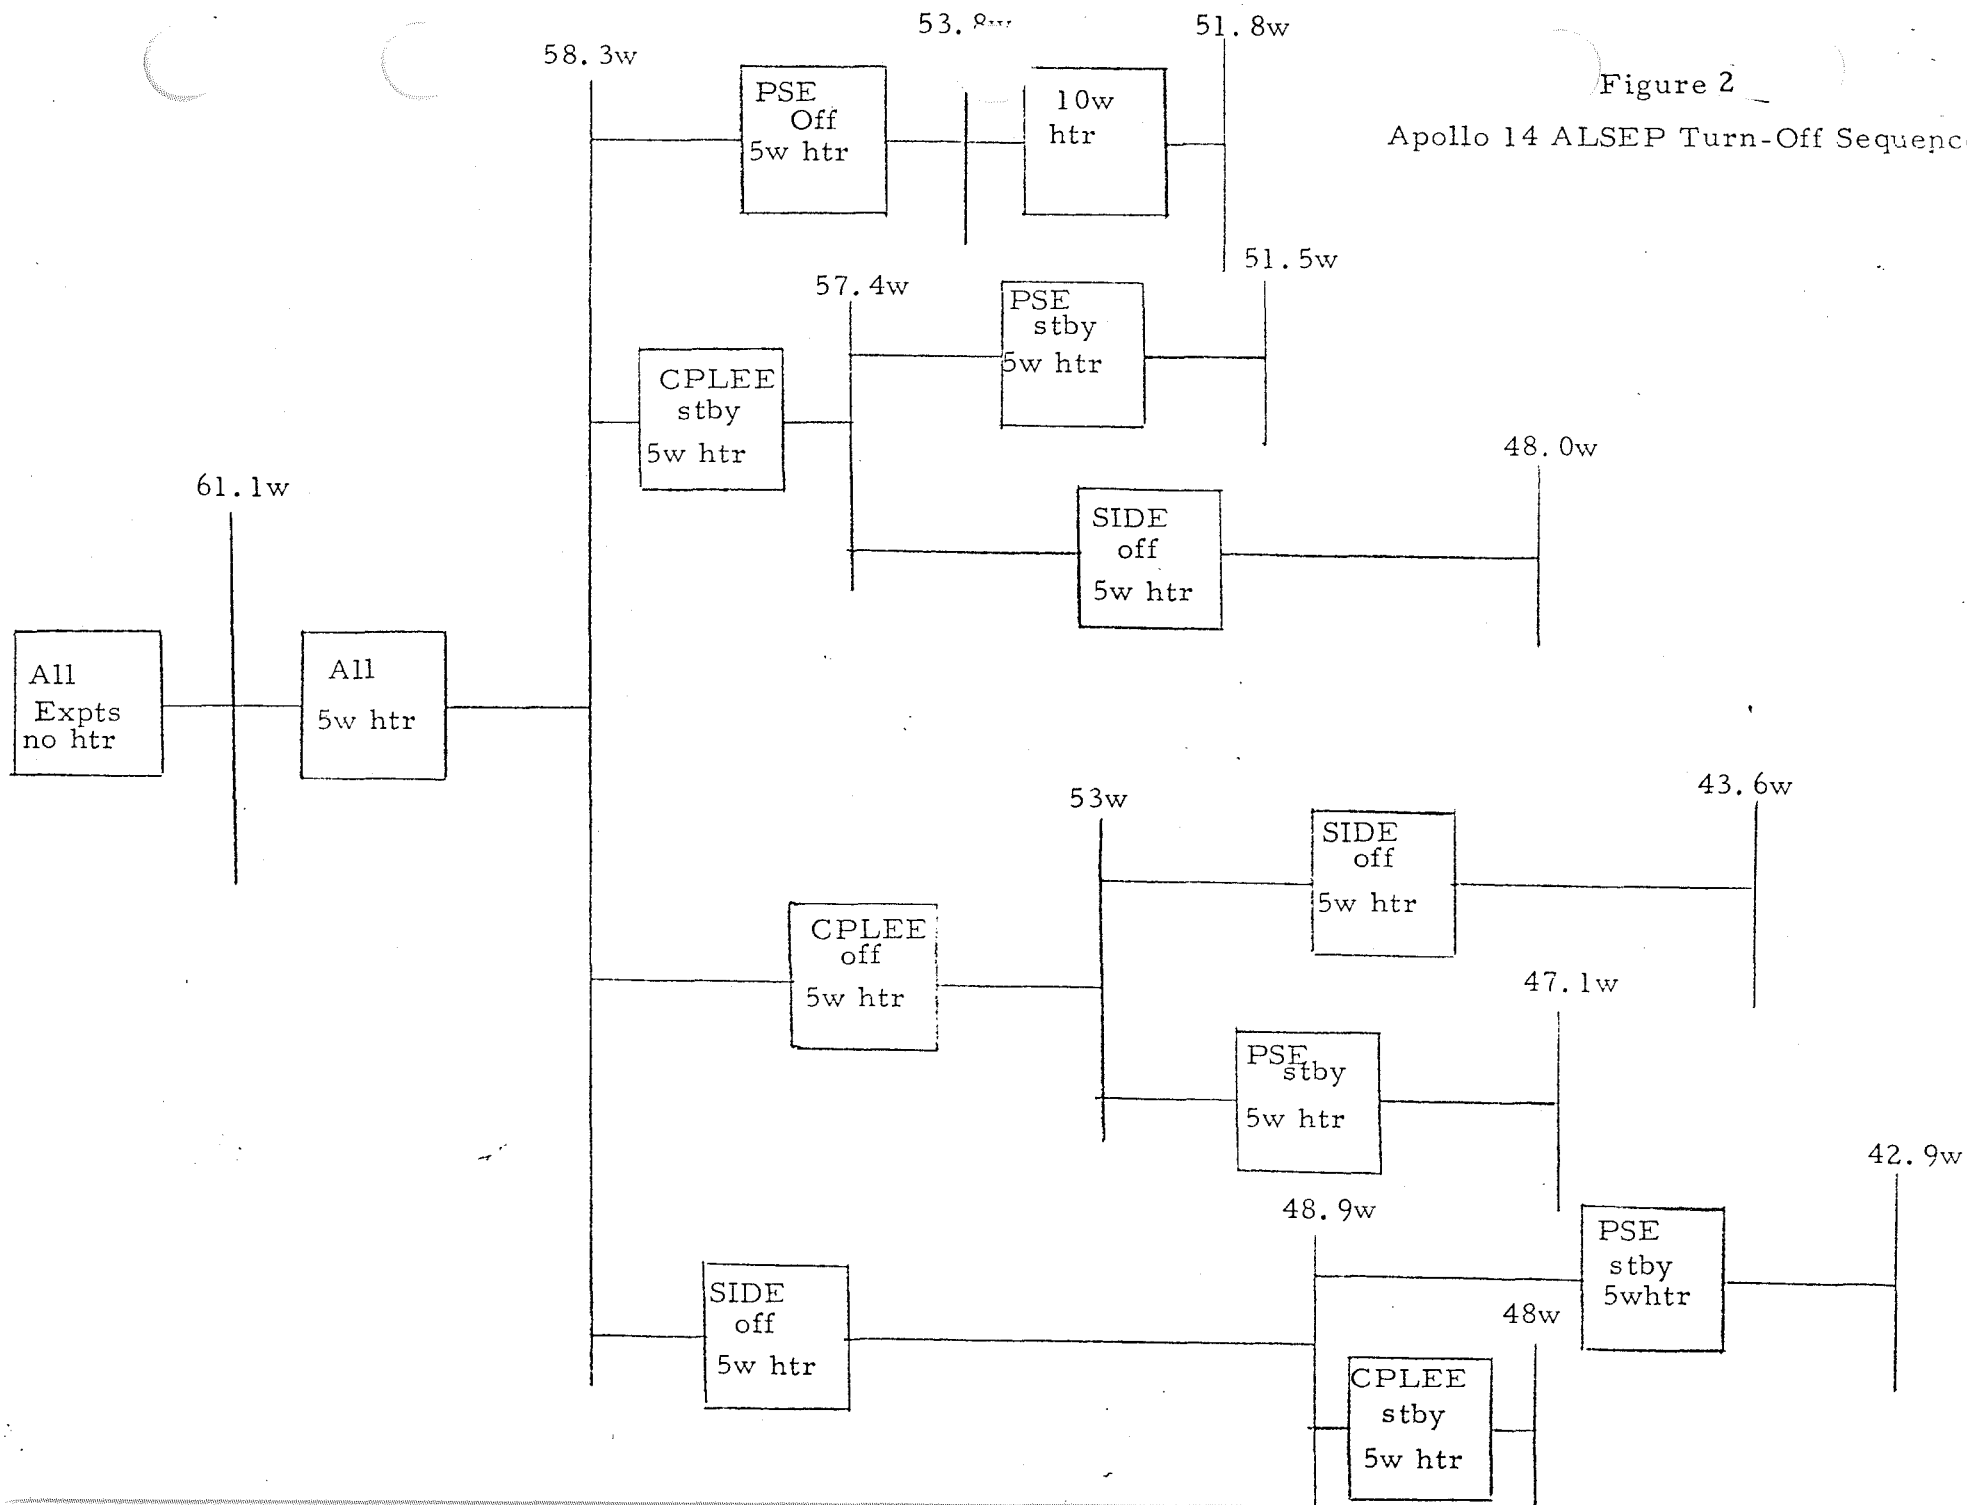 Figure 2
Apollo 14 ALSEP Turn-Off Sequenc
58.3w
53.8w
51.8w
PSE
Off
5w htr
10w
htr
57.4w
51.5w
CPLEE
stby
5w htr
PSE
stby
5w htr
48.0w
SIDE
off
5w htr
61.1w
All
Expts
no htr
All
5w htr
53w
43.6w
SIDE
off
5w htr
CPLEE
off
5w htr
47.1w
PSE
stby
5w htr
48.9w
42.9w
PSE
stby
5whtr
SIDE
off
5w htr
48w
CPLEE
stby
5w htr